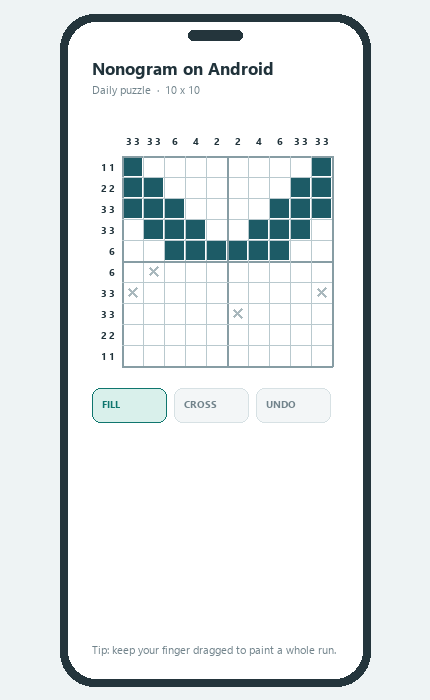 Nonogram on Android
Daily puzzle · 10 x 10
3 3 3 3 6 4 2 2 4 6 3 3 3 3
1 1
2 2
3 3
3 3
6
6
3 3
3 3
2 2
1 1
FILL CROSS UNDO
Tip: keep your finger dragged to paint a whole run.